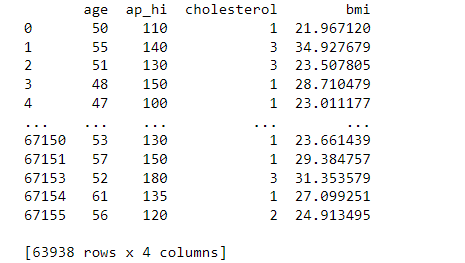 age ap_hi cholesterol bmi
0 50 110 1 21.967120
1 55 140 3 34.927679
2 51 130 3 23.507805
3 48 150 1 28.710479
4 47 100 1 23.011177
... ... ... ... ...
67150 53 130 1 23.661439
67151 57 150 1 29.384757
67153 52 180 3 31.353579
67154 61 135 1 27.099251
67155 56 120 2 24.913495
[63938 rows x 4 columns]